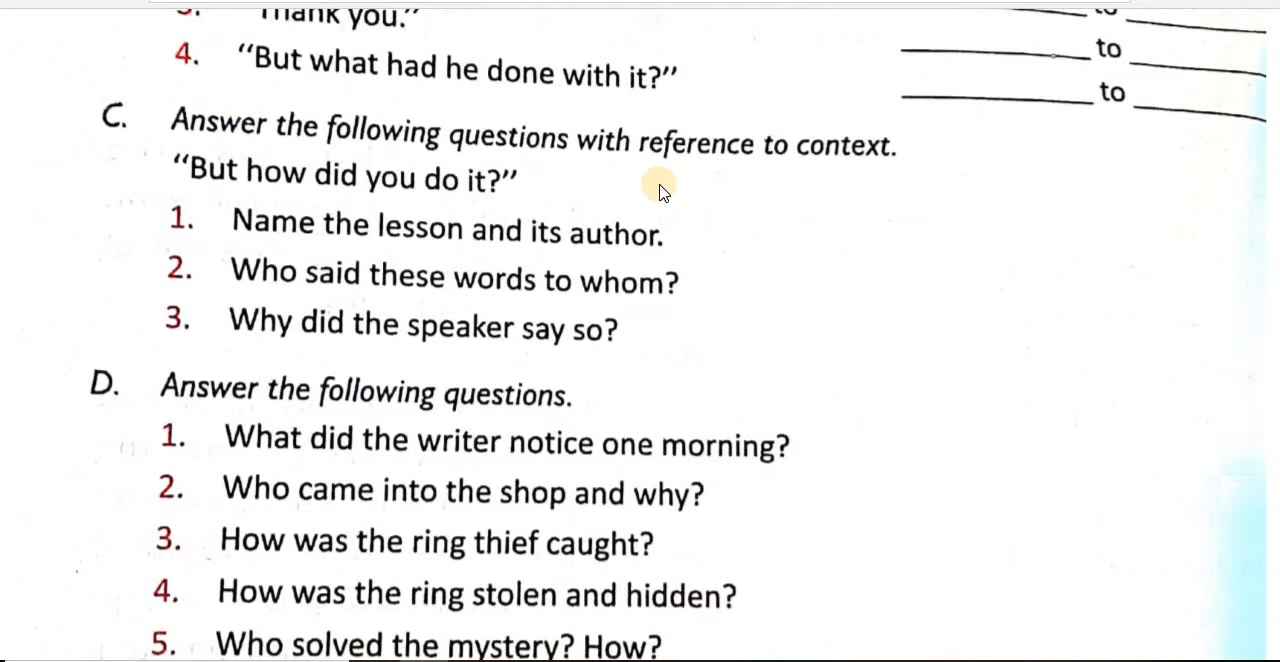 3. "Thank you."
to
4. "But what had he done with it?"
to
to
C. Answer the following questions with reference to context.
"But how did you do it?"
1. Name the lesson and its author.
2. Who said these words to whom?
3. Why did the speaker say so?
D. Answer the following questions.
1. What did the writer notice one morning?
2. Who came into the shop and why?
3. How was the ring thief caught?
4. How was the ring stolen and hidden?
5. Who solved the mystery? How?